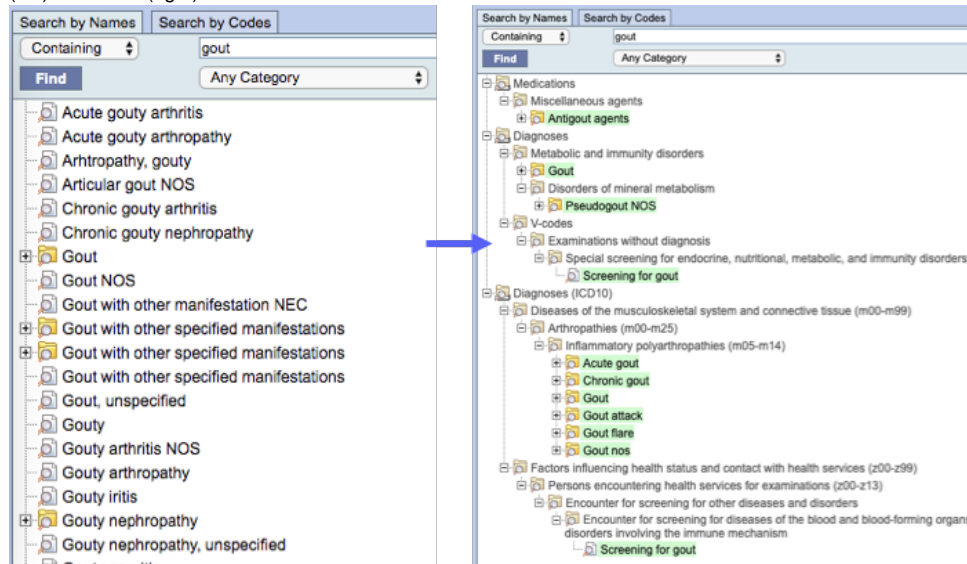 Search by Names Search by Codes
Containing gout
Find Any Category
Acute gouty arthritis
Acute gouty arthropathy
Arhtropathy, gouty
Articular gout NOS
Chronic gouty arthritis
Chronic gouty nephropathy
Gout
Gout NOS
Gout with other manifestation NEC
Gout with other specified manifestations
Gout with other specified manifestations
Gout with other specified manifestations
Gout, unspecified
Gouty
Gouty arthritis NOS
Gouty arthropathy
Gouty iritis
Gouty nephropathy
Gouty nephropathy, unspecified
Search by Names Search by Codes
Containing gout
Find Any Category
Medications
Miscellaneous agents
Antigout agents
Diagnoses
Metabolic and immunity disorders
Gout
Disorders of mineral metabolism
Pseudogout NOS
V-codes
Examinations without diagnosis
Special screening for endocrine, nutritional, metabolic, and immunity disorders
Screening for gout
Diagnoses (ICD10)
Diseases of the musculoskeletal system and connective tissue (m00-m99)
Arthropathies (m00-m25)
Inflammatory polyarthropathies (m05-m14)
Acute gout
Chronic gout
Gout
Gout attack
Gout flare
Gout nos
Factors influencing health status and contact with health services (z00-z99)
Persons encountering health services for examinations (z00-z13)
Encounter for screening for other diseases and disorders
Encounter for screening for diseases of the blood and blood-forming organs
disorders involving the immune mechanism
Screening for gout